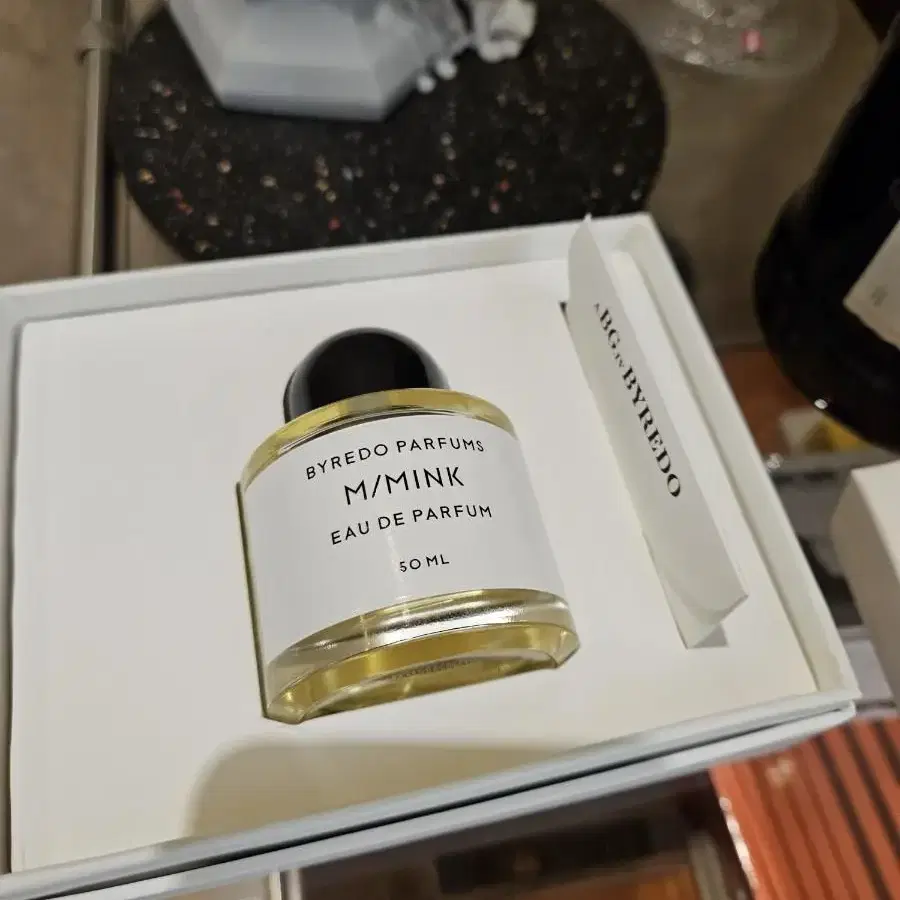 BYREDO PARFUMS
M/MINK
EAU DE PARFUM
50 ML
BYREDO